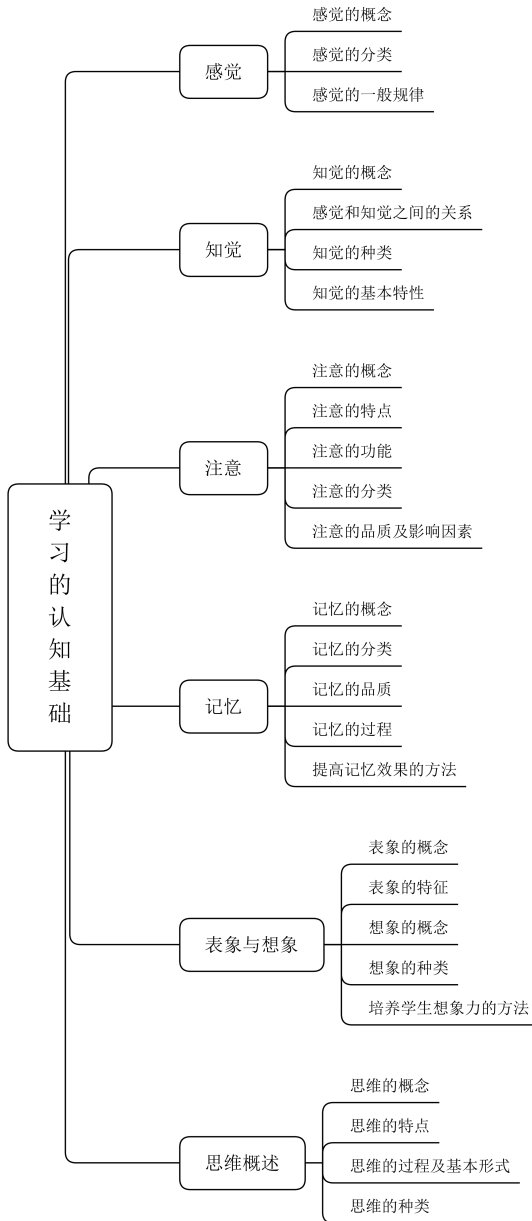 学习的认知基础
感觉
感觉的概念
感觉的分类
感觉的一般规律
知觉
知觉的概念
感觉和知觉之间的关系
知觉的种类
知觉的基本特性
注意
注意的概念
注意的特点
注意的功能
注意的分类
注意的品质及影响因素
记忆
记忆的概念
记忆的分类
记忆的品质
记忆的过程
提高记忆效果的方法
表象与想象
表象的概念
表象的特征
想象的概念
想象的种类
培养学生想象力的方法
思维概述
思维的概念
思维的特点
思维的过程及基本形式
思维的种类